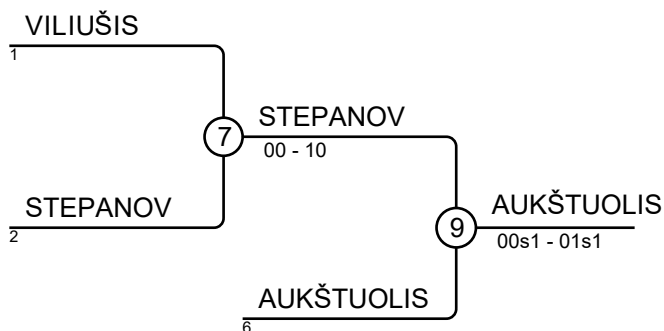 VILIUŠIS
1
7
STEPANOV
00 - 10
STEPANOV
2
9
AUKŠTUOLIS
00s1 - 01s1
AUKŠTUOLIS
6